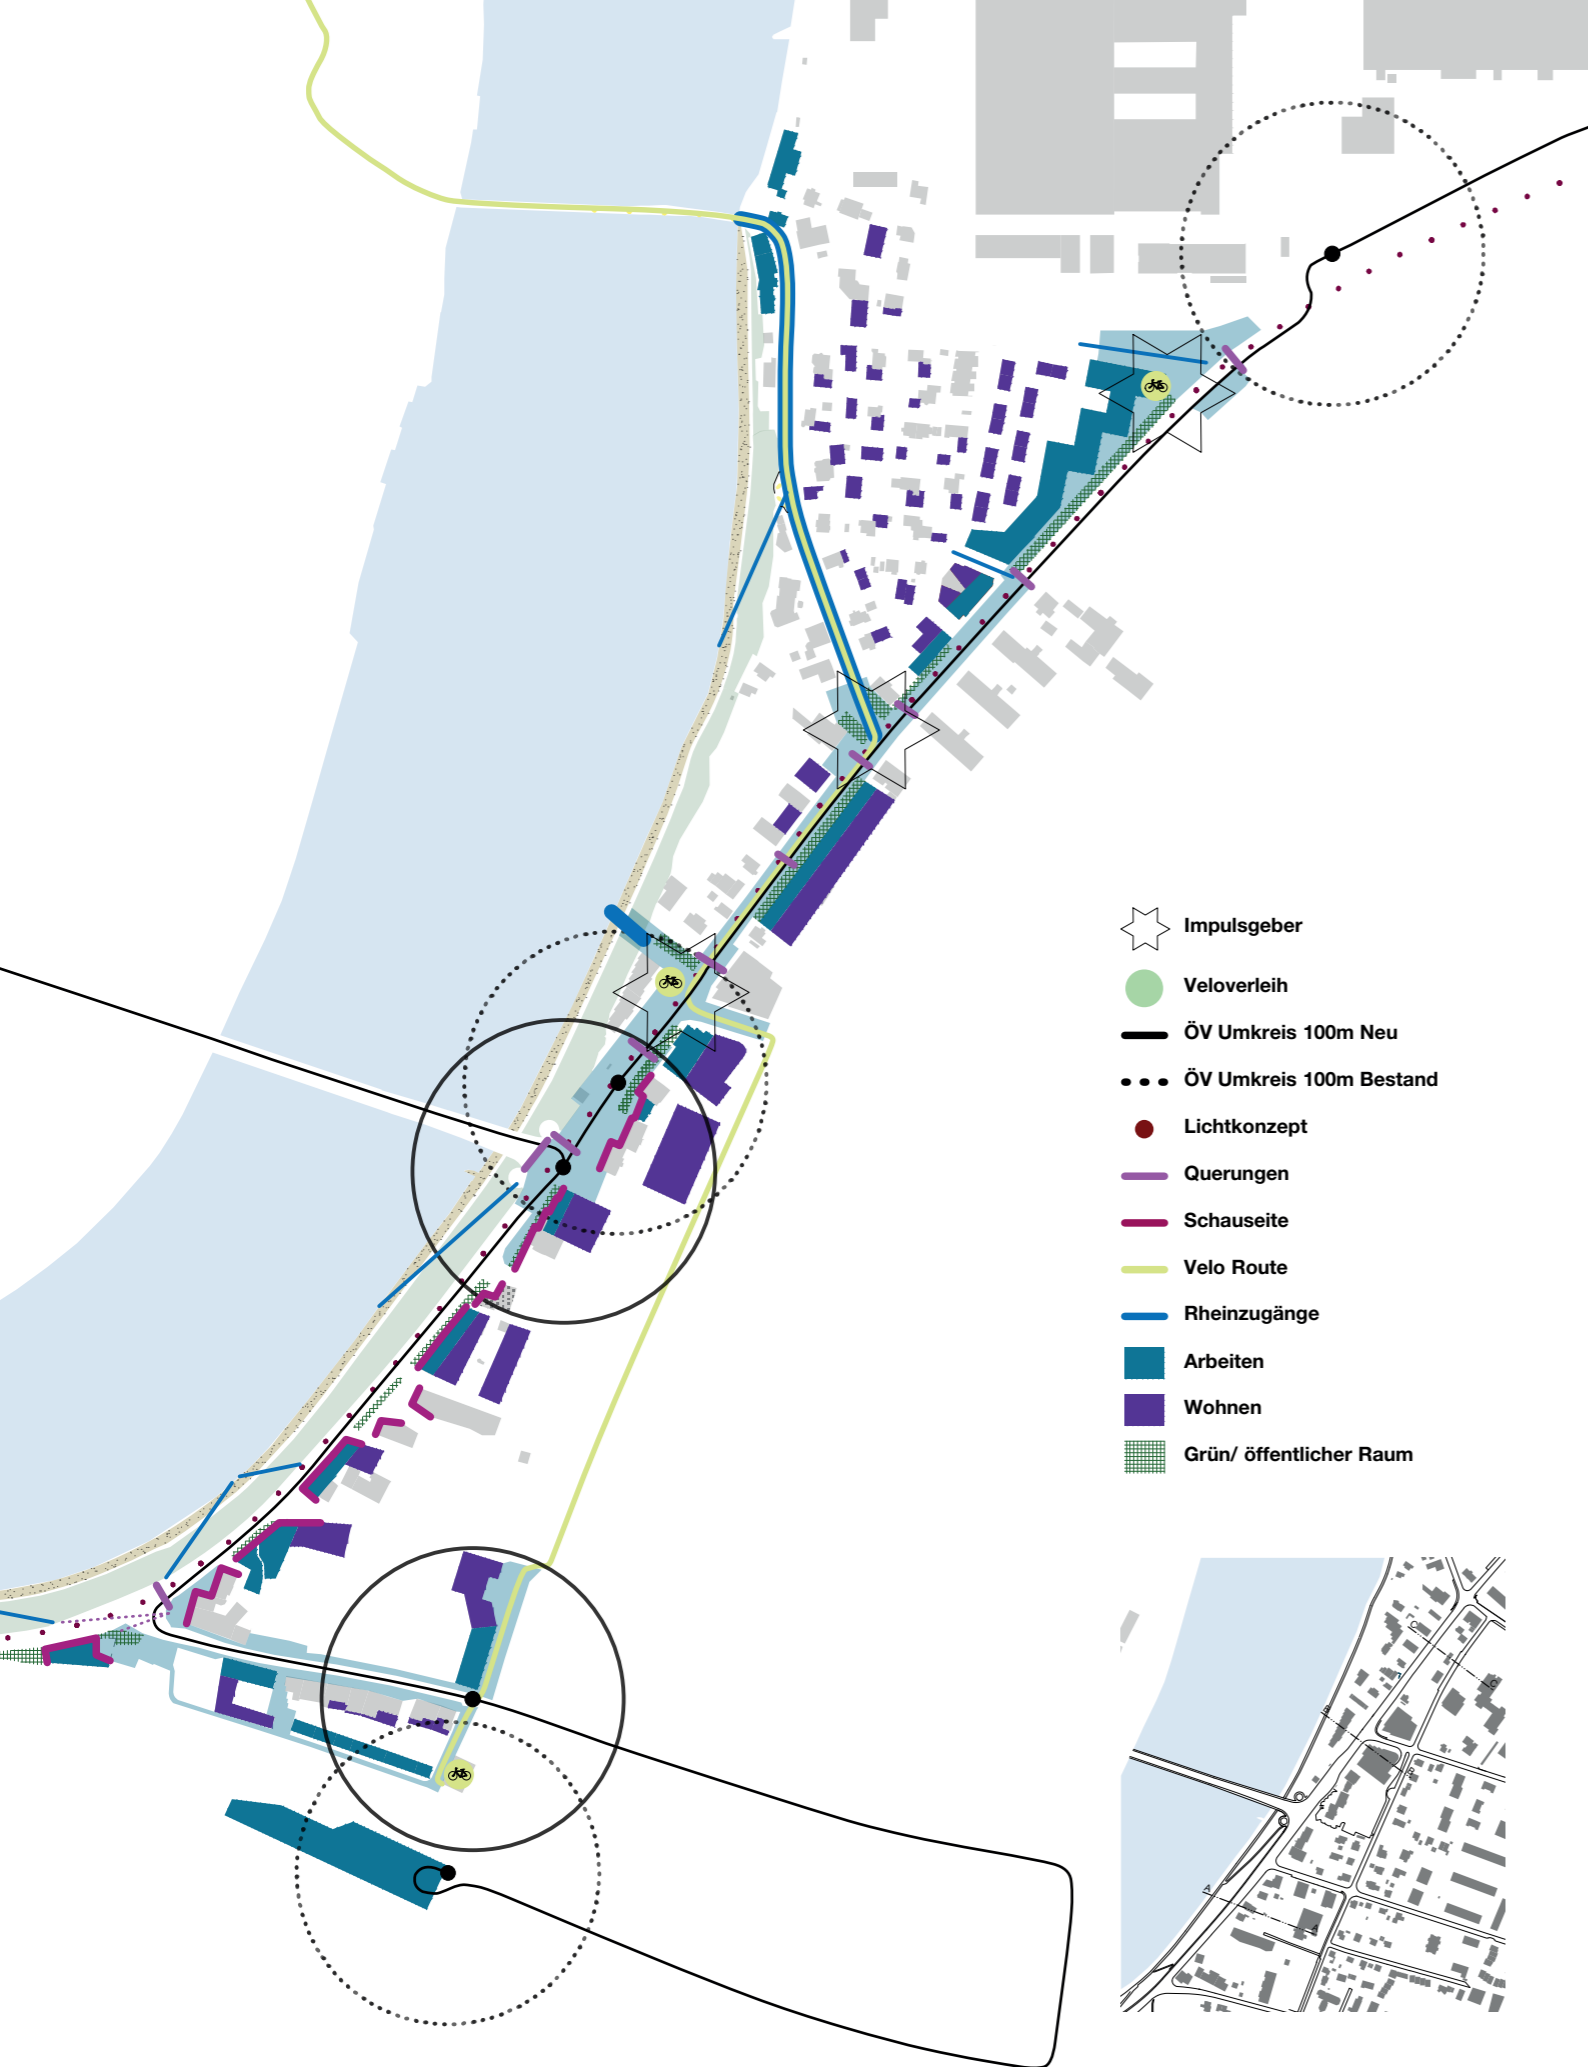 Impulsgeber
Veloverleih
ÖV Umkreis 100m Neu
ÖV Umkreis 100m Bestand
Lichtkonzept
Querungen
Schauseite
Velo Route
Rheinzugänge
Arbeiten
Wohnen
Grün/ öffentlicher Raum
C
C
B
B
A
A